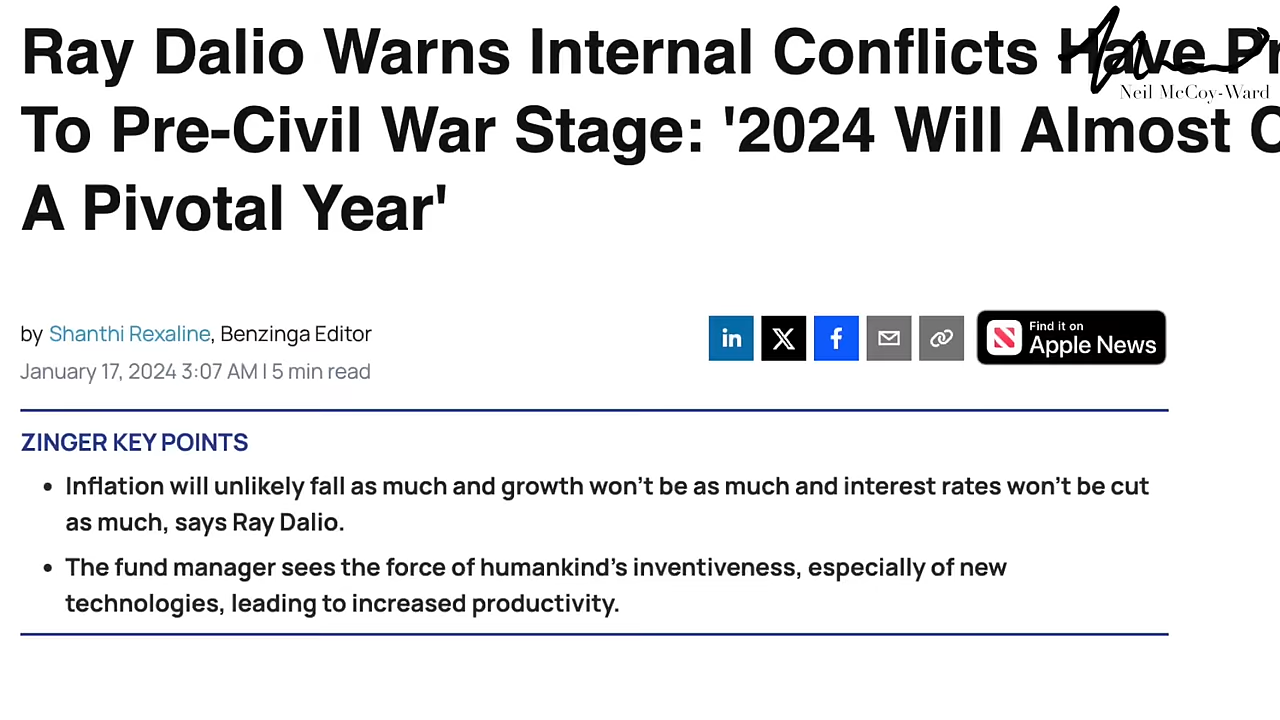 Ray Dalio Warns Internal Conflicts Have Pr
To Pre-Civil War Stage: '2024 Will Almost C
A Pivotal Year'
Neil McCoy-Ward
by Shanthi Rexaline, Benzinga Editor
January 17, 2024 3:07 AM | 5 min read
in
X
f
Find it on
Apple News
ZINGER KEY POINTS
• Inflation will unlikely fall as much and growth won't be as much and interest rates won't be cut
as much, says Ray Dalio.
• The fund manager sees the force of humankind's inventiveness, especially of new
technologies, leading to increased productivity.